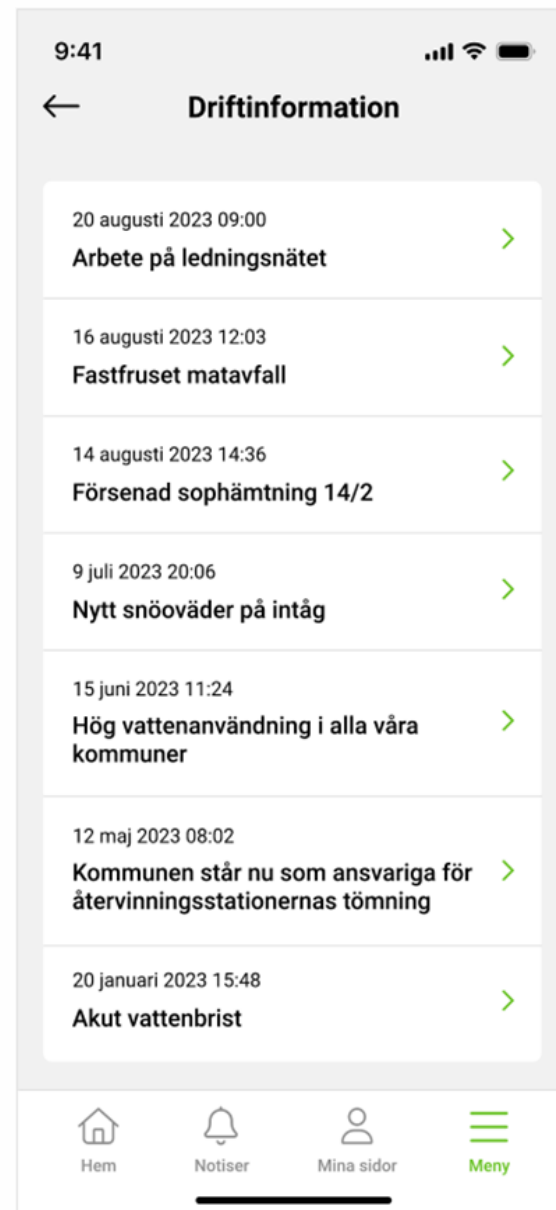 9:41
Driftinformation
20 augusti 2023 09:00
Arbete på ledningsnätet
16 augusti 2023 12:03
Fastfruset matavfall
14 augusti 2023 14:36
Försenad sophämtning 14/2
9 juli 2023 20:06
Nytt snöoväder på intåg
15 juni 2023 11:24
Hög vattenanvändning i alla våra
kommuner
12 maj 2023 08:02
Kommunen står nu som ansvariga för
återvinningsstationernas tömning
20 januari 2023 15:48
Akut vattenbrist
Hem
Notiser
Mina sidor
Meny